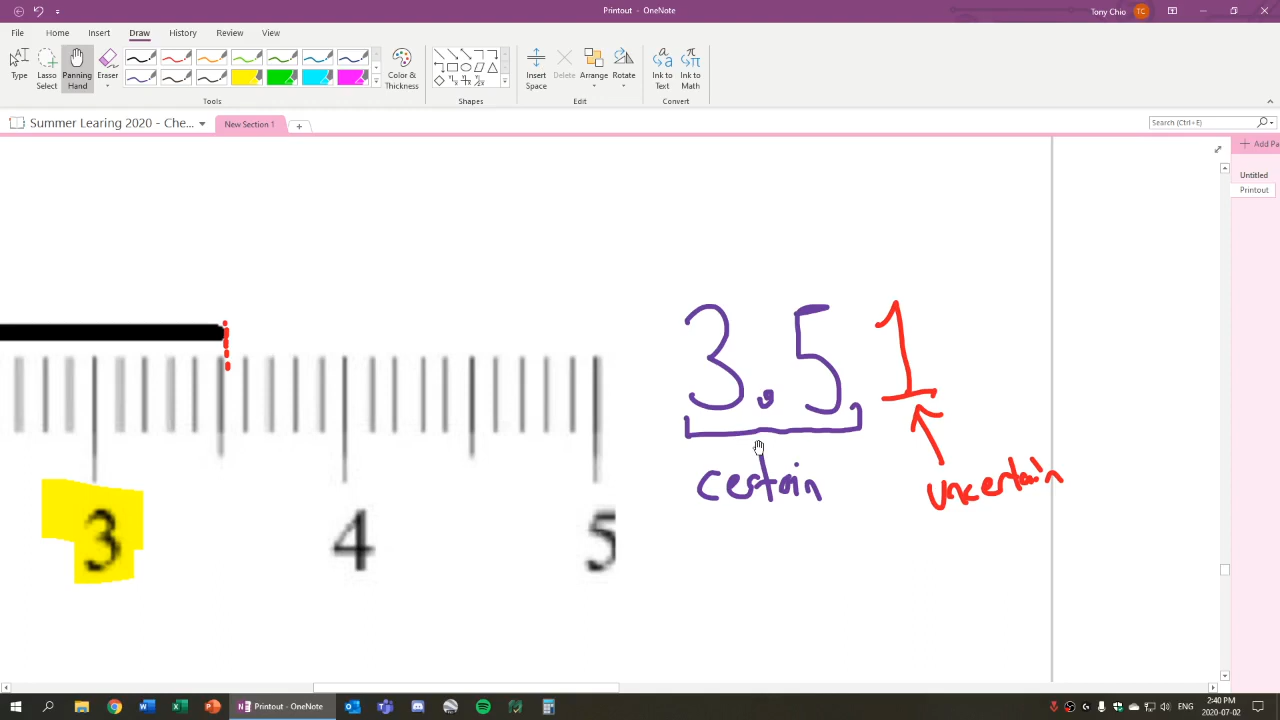 Printout - OneNote
Tony Chio TC
File Home Insert Draw History Review View
Type
Lasso Select
Panning Hand
Eraser
Color & Thickness
Insert Space
Delete
Arrange
Rotate
Ink to Text
Ink to Math
Tools
Shapes
Edit
Convert
Summer Learing 2020 - Che...
New Section 1
Search (Ctrl+E)
Add Pa
Untitled
Printout
3.51
certain
uncertain
3 4 5
Printout - OneNote
ENG
2:40 PM
2020-07-02